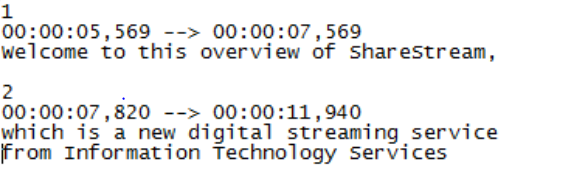 1
00:00:05,569 --> 00:00:07,569
Welcome to this overview of ShareStream,

2
00:00:07,820 --> 00:00:11,940
which is a new digital streaming service
from Information Technology Services